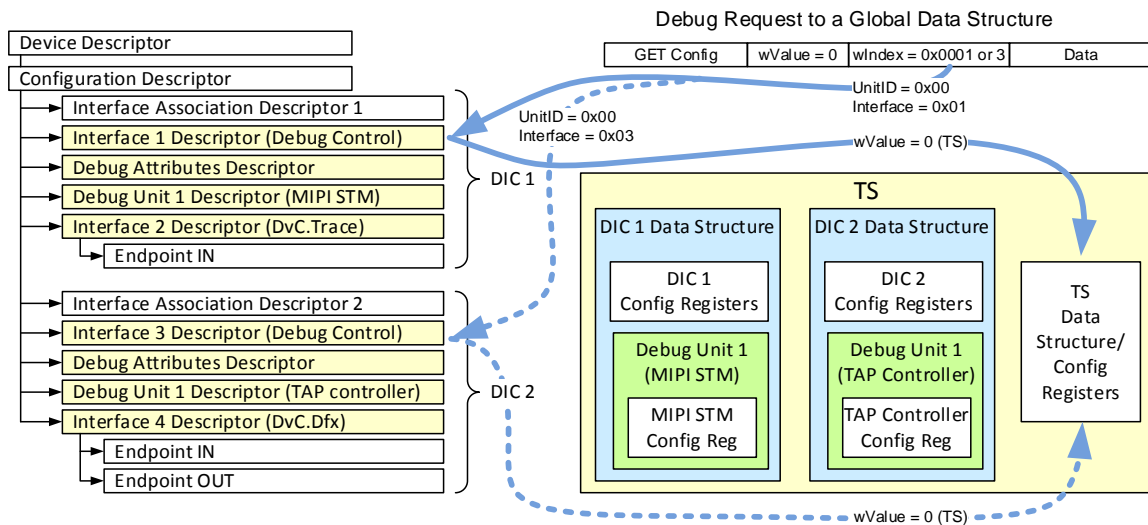 Debug Request to a Global Data Structure
GET Config
wValue = 0
wIndex = 0x0001 or 3
Data
Device Descriptor
Configuration Descriptor
Interface Association Descriptor 1
Interface 1 Descriptor (Debug Control)
Debug Attributes Descriptor
Debug Unit 1 Descriptor (MIPI STM)
Interface 2 Descriptor (DvC.Trace)
Endpoint IN
DIC 1
Interface Association Descriptor 2
Interface 3 Descriptor (Debug Control)
Debug Attributes Descriptor
Debug Unit 1 Descriptor (TAP controller)
Interface 4 Descriptor (DvC.Dfx)
Endpoint IN
Endpoint OUT
DIC 2
UnitID = 0x00
Interface = 0x01
UnitID = 0x00
Interface = 0x03
wValue = 0 (TS)
TS
DIC 1 Data Structure
DIC 1
Config Registers
Debug Unit 1
(MIPI STM)
MIPI STM
Config Reg
DIC 2 Data Structure
DIC 2
Config Registers
Debug Unit 1
(TAP Controller)
TAP Controller
Config Reg
TS
Data
Structure/
Config
Registers
wValue = 0 (TS)